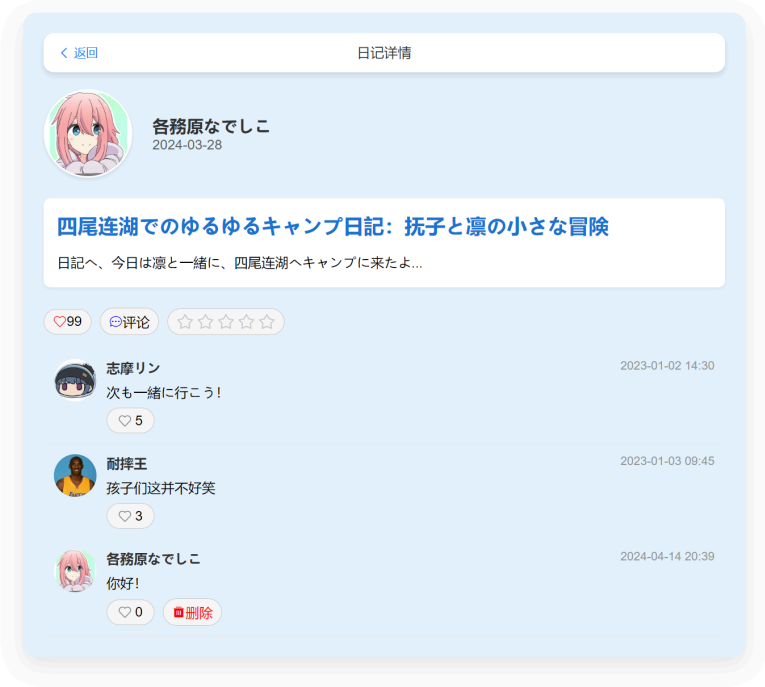 返回
日记详情
各務原なでしこ
2024-03-28
四尾连湖でのゆるゆるキャンプ日記：抚子と凛の小さな冒険
日記へ、今日は凛と一緒に、四尾连湖へキャンプに来たよ...
99 评论
志摩リン 2023-01-02 14:30
次も一緒に行こう！
5
耐摔王 2023-01-03 09:45
孩子们这并不好笑
3
各務原なでしこ 2024-04-14 20:39
你好！
0 删除